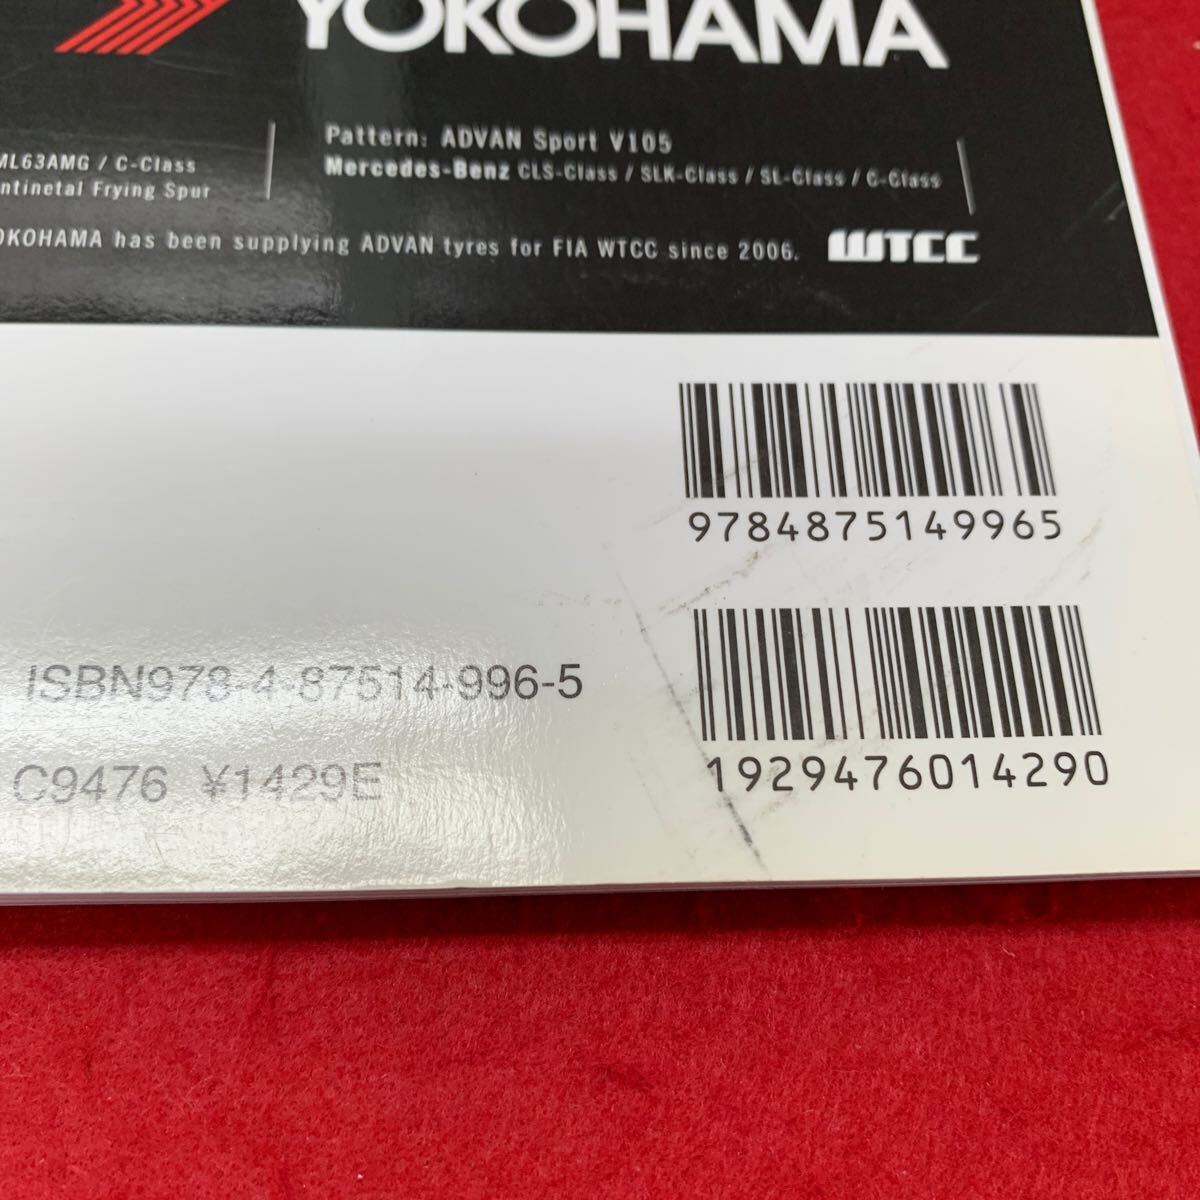 YOKOHAMA
ML63AMG / C-Class
ntinetal Frying Spur
Pattern: ADVAN Sport V105
Mercedes-Benz CLS-Class / SLK-Class / SL-Class / C-Class
OKOHAMA has been supplying ADVAN tyres for FIA WTCC since 2006.
WTCC
9784875149965
ISBN978-4-87514-996-5
C9476 ¥1429E
1929476014290